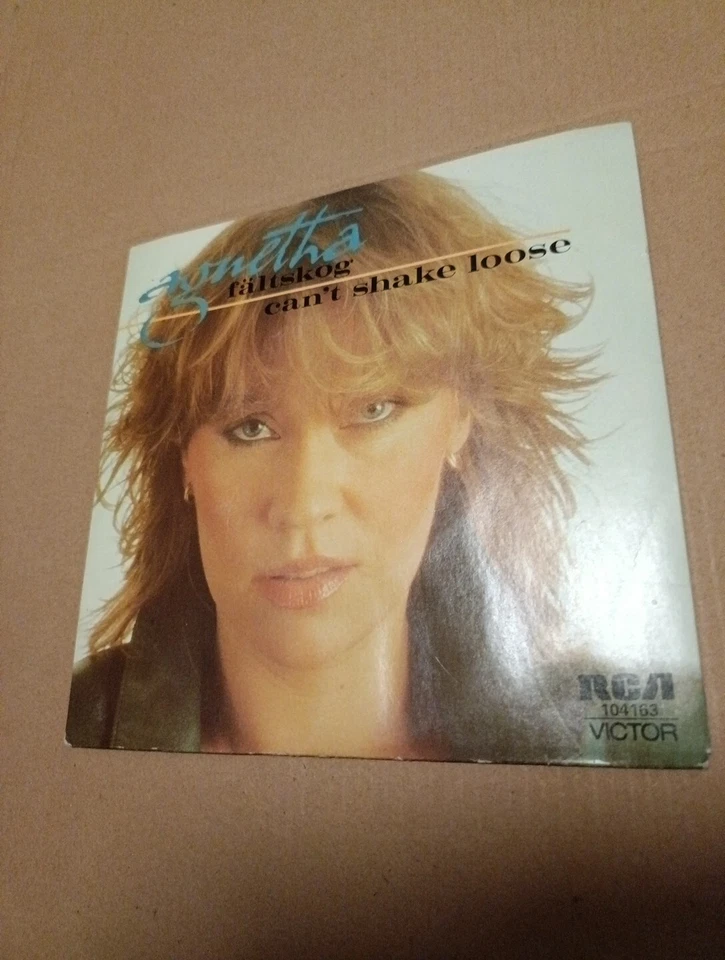 agnetha
fältskog
can't shake loose
RCA
104163
VICTOR